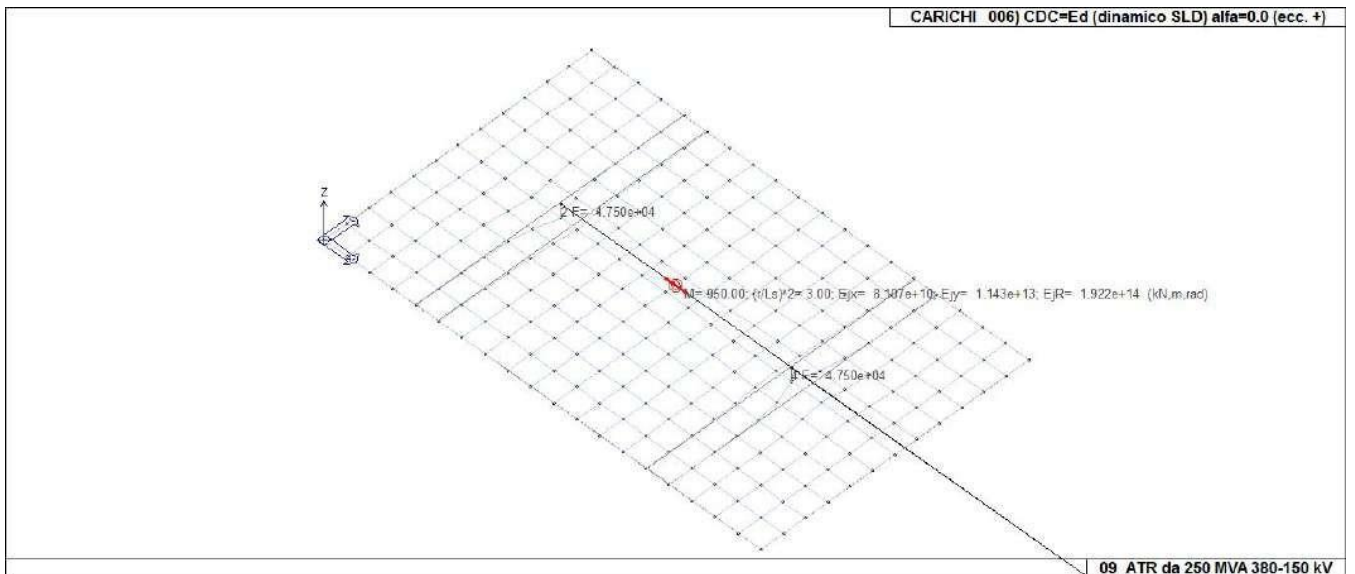 CARICHI 006) CDC=Ed (dinamico SLD) alfa=0.0 (ecc. +)
Z
2 F= 4.750e+04
M= 950.00; (r/Ls)^2= 3.00; Ejx= 8.107e+10; Ejy= 1.143e+13; EjR= 1.922e+14 (kN,m,rad)
4 F= 4.750e+04
09 ATR da 250 MVA 380-150 kV